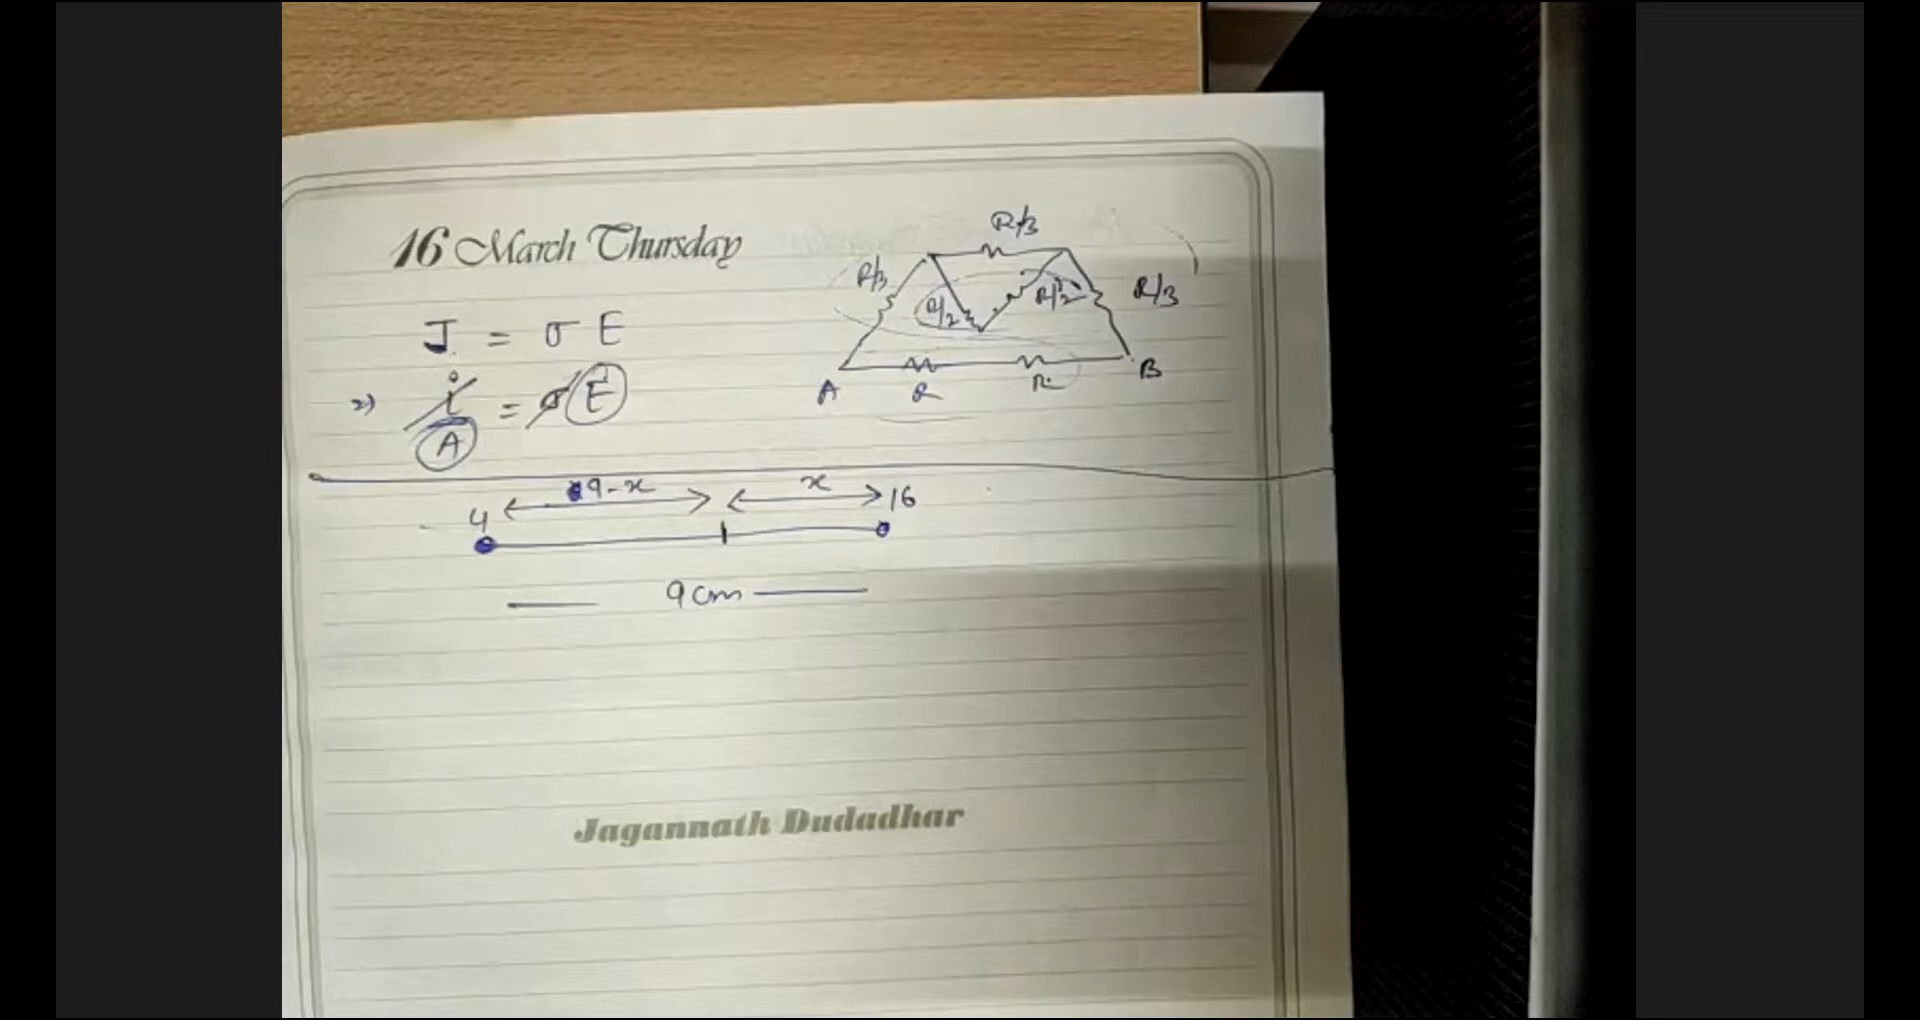 16 March Thursday
R/3
R/3
R/2
R/2
R/3
A
R
R
B
J = σ E
i/A = σ E
9-x
x
4
16
9cm
Jagannath Dudadhar